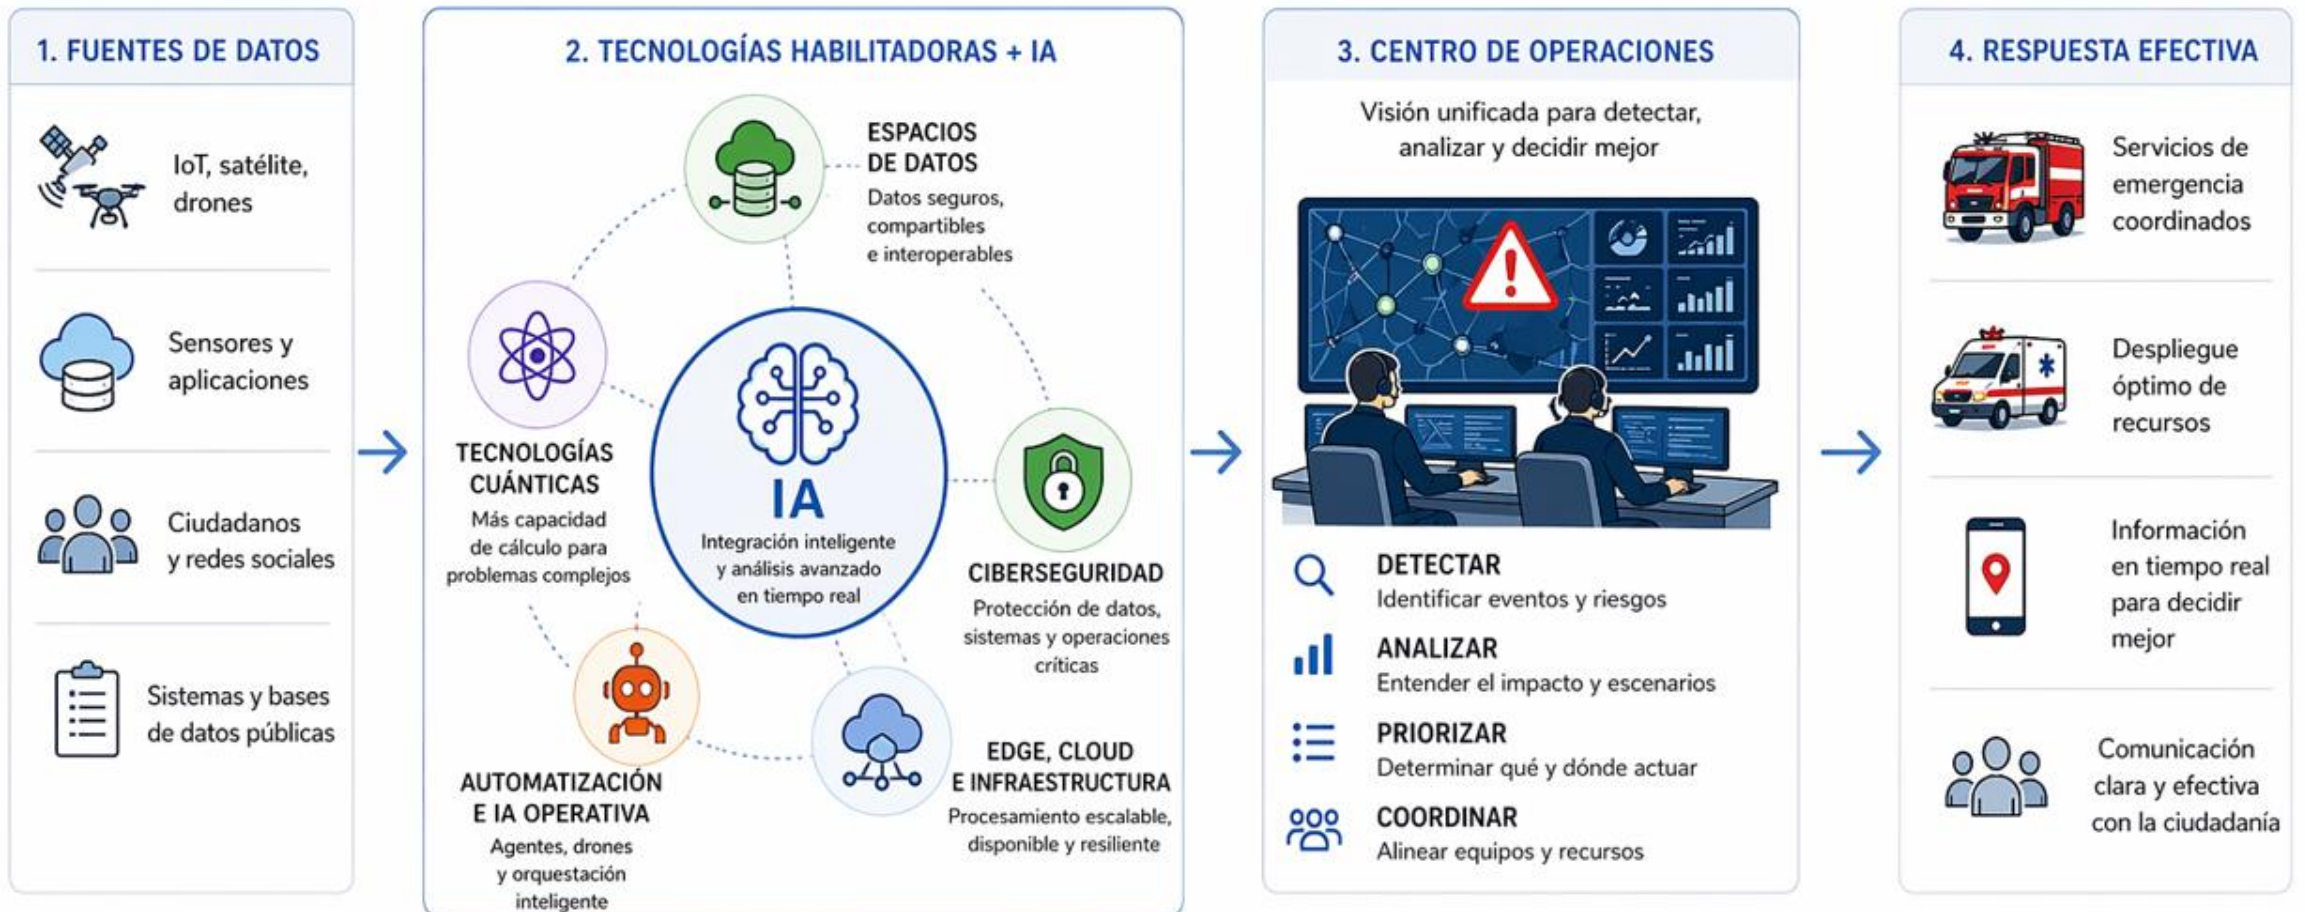 1. FUENTES DE DATOS
IoT, satélite,
drones
Sensores y
aplicaciones
Ciudadanos
y redes sociales
Sistemas y bases
de datos públicas
2. TECNOLOGÍAS HABILITADORAS + IA
ESPACIOS
DE DATOS
Datos seguros,
compartibles
e interoperables
TECNOLOGÍAS
CUÁNTICAS
Más capacidad
de cálculo para
problemas complejos
IA
Integración inteligente
y análisis avanzado
en tiempo real
CIBERSEGURIDAD
Protección de datos,
sistemas y operaciones
críticas
AUTOMATIZACIÓN
E IA OPERATIVA
Agentes, drones
y orquestación
inteligente
EDGE, CLOUD
E INFRAESTRUCTURA
Procesamiento escalable,
disponible y resiliente
3. CENTRO DE OPERACIONES
Visión unificada para detectar,
analizar y decidir mejor
DETECTAR
Identificar eventos y riesgos
ANALIZAR
Entender el impacto y escenarios
PRIORIZAR
Determinar qué y dónde actuar
COORDINAR
Alinear equipos y recursos
4. RESPUESTA EFECTIVA
Servicios de
emergencia
coordinados
Despliegue
óptimo de
recursos
Información
en tiempo real
para decidir
mejor
Comunicación
clara y efectiva
con la ciudadanía